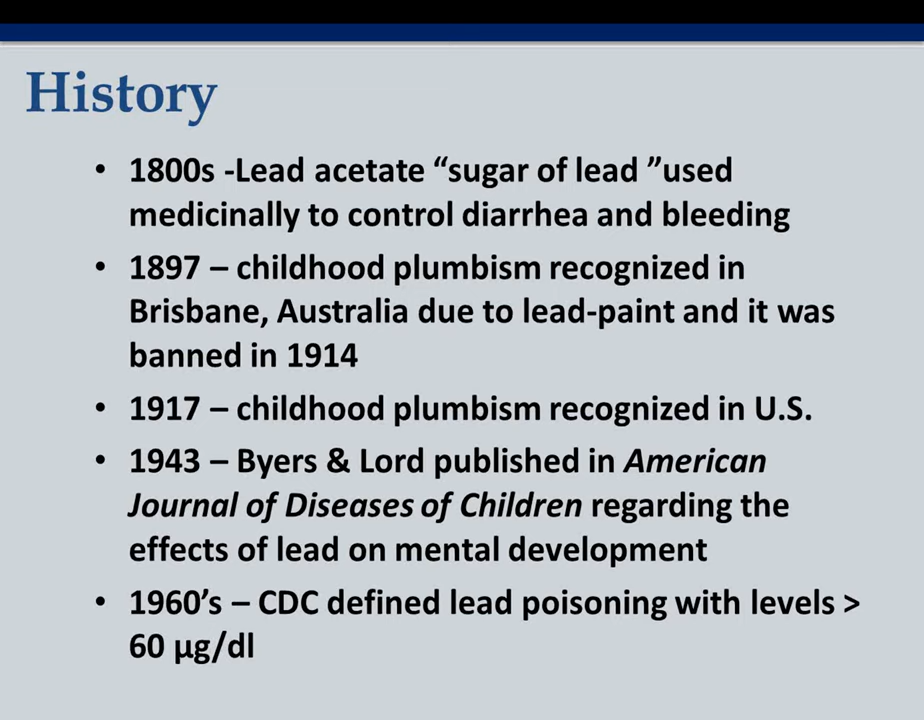 History
• 1800s -Lead acetate “sugar of lead ”used
medicinally to control diarrhea and bleeding
• 1897 – childhood plumbism recognized in
Brisbane, Australia due to lead-paint and it was
banned in 1914
• 1917 – childhood plumbism recognized in U.S.
• 1943 – Byers & Lord published in American
Journal of Diseases of Children regarding the
effects of lead on mental development
• 1960’s – CDC defined lead poisoning with levels >
60 µg/dl